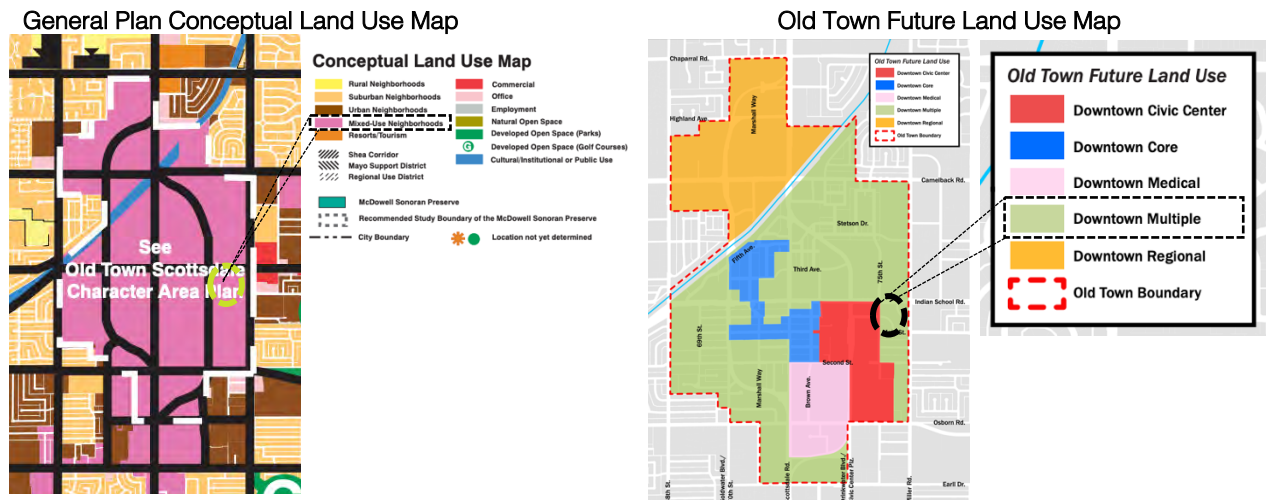 General Plan Conceptual Land Use Map
Old Town Future Land Use Map
See
Old Town Scottsdale
Character Area Plan
Conceptual Land Use Map
Rural Neighborhoods
Suburban Neighborhoods
Urban Neighborhoods
Mixed-Use Neighborhoods
Resorts/Tourism
Shea Corridor
Mayo Support District
Regional Use District
Commercial
Office
Employment
Natural Open Space
Developed Open Space (Parks)
G Developed Open Space (Golf Courses)
Cultural/Institutional or Public Use
McDowell Sonoran Preserve
Recommended Study Boundary of the McDowell Sonoran Preserve
City Boundary
Location not yet determined
G
Chaparral Rd.
Highland Ave
Marshall Way
Camelback Rd.
Stetson Dr.
Fifth Ave.
Third Ave.
75th St.
Indian School Rd.
69th St.
Second St.
Marshall Way
Brown Ave.
Osborn Rd.
Earll Dr.
Old Town Future Land Use
Downtown Civic Center
Downtown Core
Downtown Medical
Downtown Multiple
Downtown Regional
Old Town Boundary
Old Town Future Land Use
Downtown Civic Center
Downtown Core
Downtown Medical
Downtown Multiple
Downtown Regional
Old Town Boundary